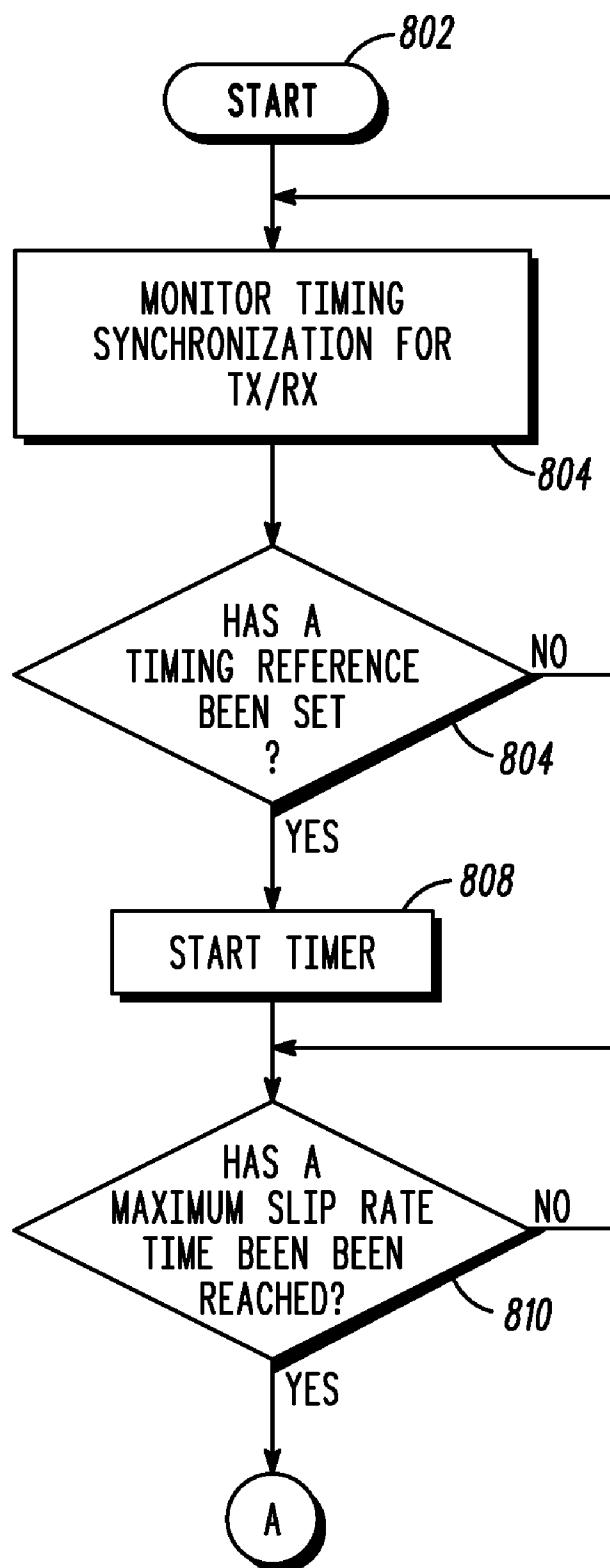 802
START
MONITOR TIMING
SYNCHRONIZATION FOR
TX/RX
804
HAS A
TIMING REFERENCE
BEEN SET
?
NO
804
YES
808
START TIMER
HAS A
MAXIMUM SLIP RATE
TIME BEEN BEEN
REACHED?
NO
810
YES
A